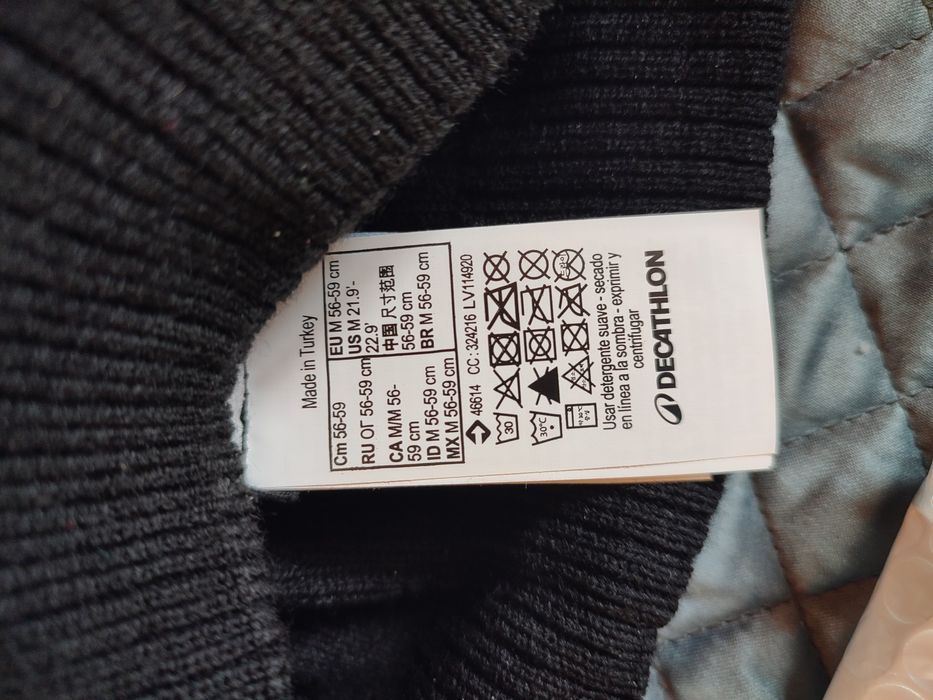 Made in Turkey
Cm 56-59
RU ОГ 56-59 cm
CA M/M 56-
59 cm
ID M 56-59 cm
MX M 56-59 cm
EU M 56-59 cm
US M 21.9'-
22.9'
中国 尺寸范围
56-59 cm
BR M 56-59 cm
46614 CC: 324216 LV114920
30
30°C
Usar detergente suave - secado
en línea a la sombra - exprimir y
centrifugar
DECATHLON